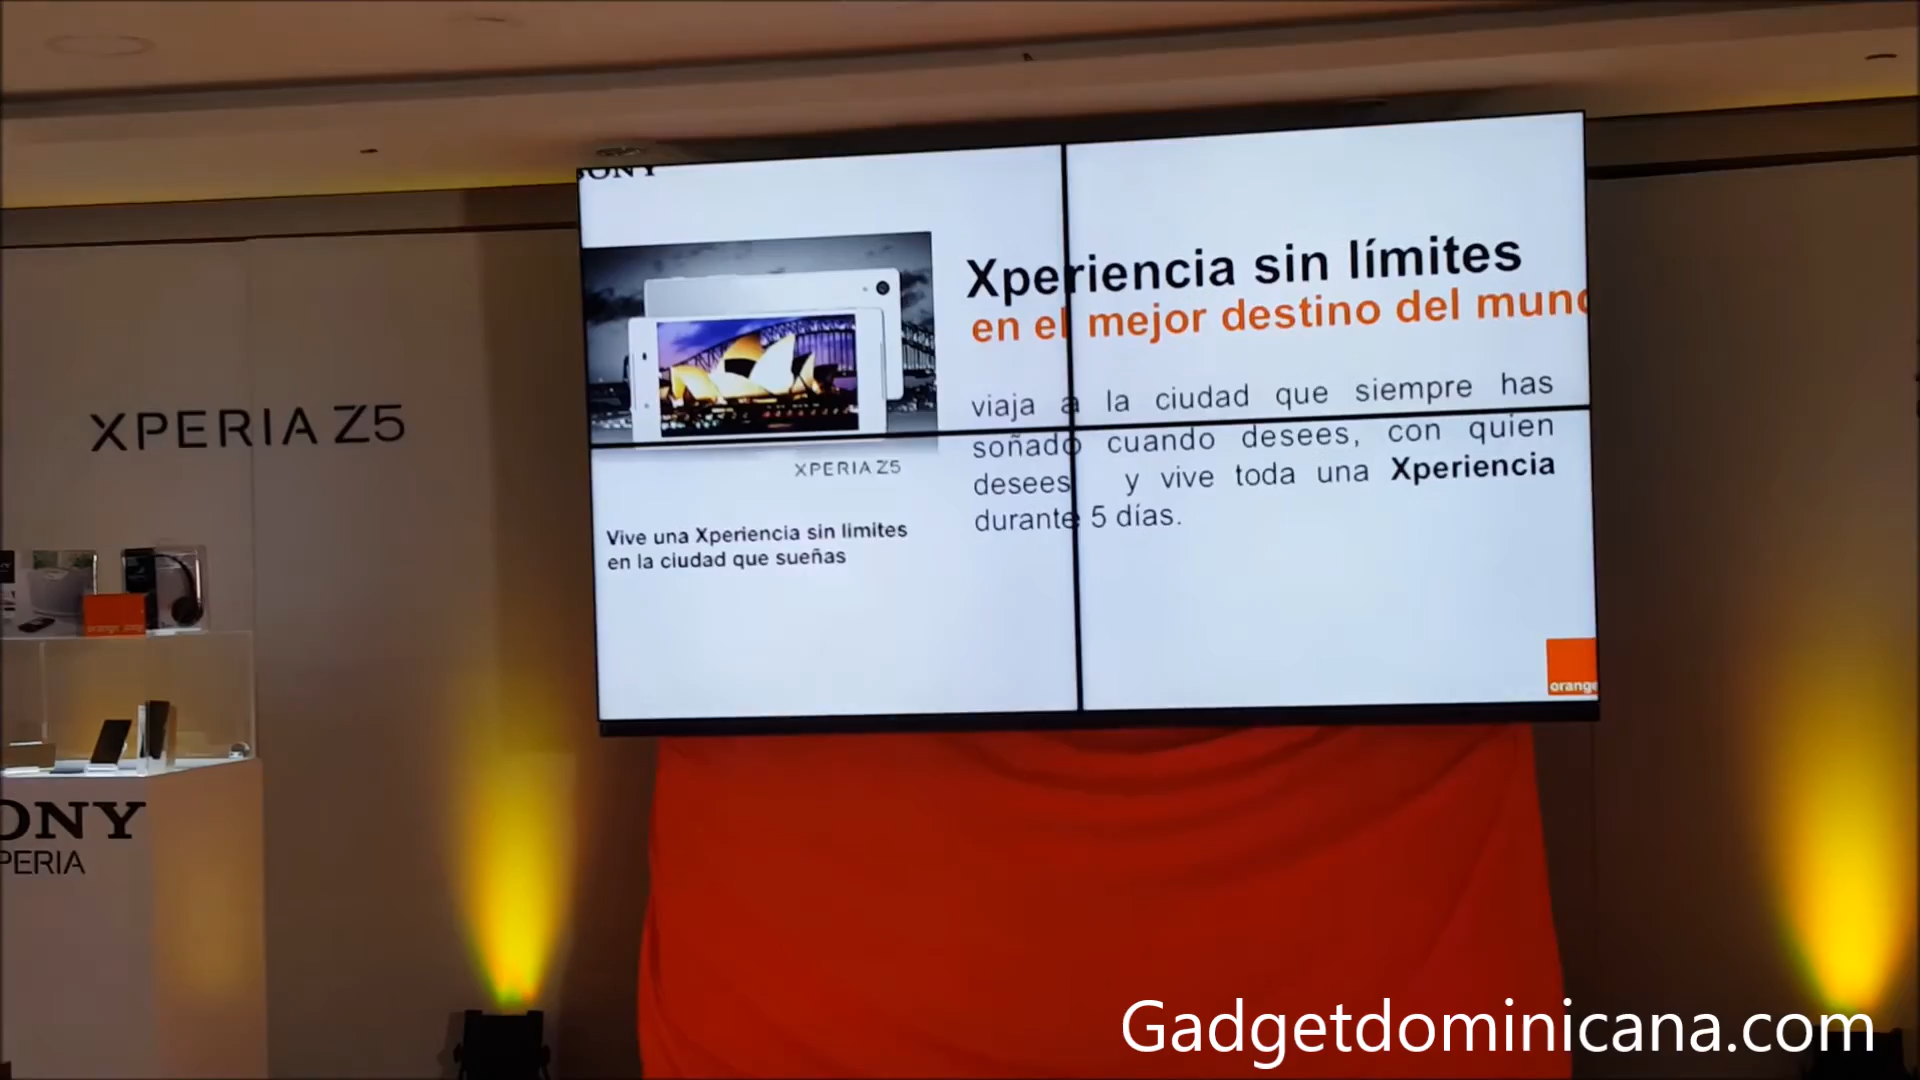 SONY
Xperiencia sin límites
en el mejor destino del mun
viaja a la ciudad que siempre has
soñado cuando desees, con quien
desees y vive toda una Xperiencia
durante 5 días.
XPERIA Z5
Vive una Xperiencia sin limites
en la ciudad que sueñas
orange
XPERIA Z5
orange
ONY
PERIA
Gadgetdominicana.com